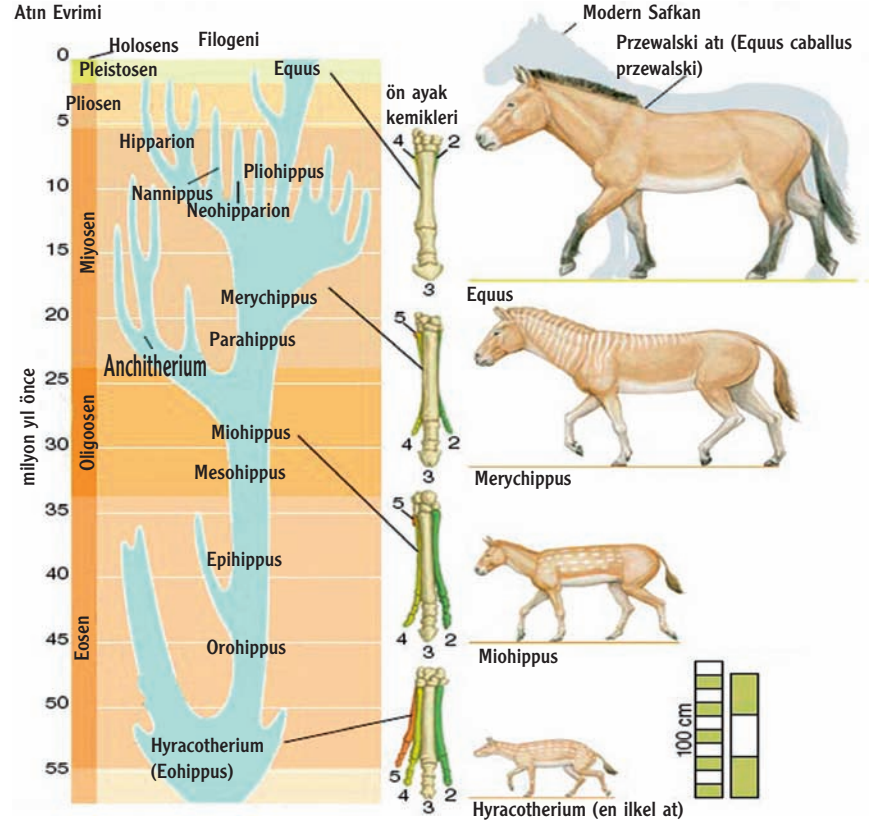 Atın Evrimi
Filogeni
milyon yıl önce
0
5
10
15
20
25
30
35
40
45
50
55
Holosens
Pleistosen
Pliosen
Miyosen
Oligoosen
Eosen
Equus
Hipparion
Pliohippus
Nannippus
Neohipparion
Merychippus
Parahippus
Anchitherium
Miohippus
Mesohippus
Epihippus
Orohippus
Hyracotherium
(Eohippus)
ön ayak
kemikleri
4 2
3
5
4 2
3
5
4 2
3
5
4 2
3
Modern Safkan
Przewalski atı (Equus caballus
przewalski)
Equus
Merychippus
Miohippus
Hyracotherium (en ilkel at)
100 cm